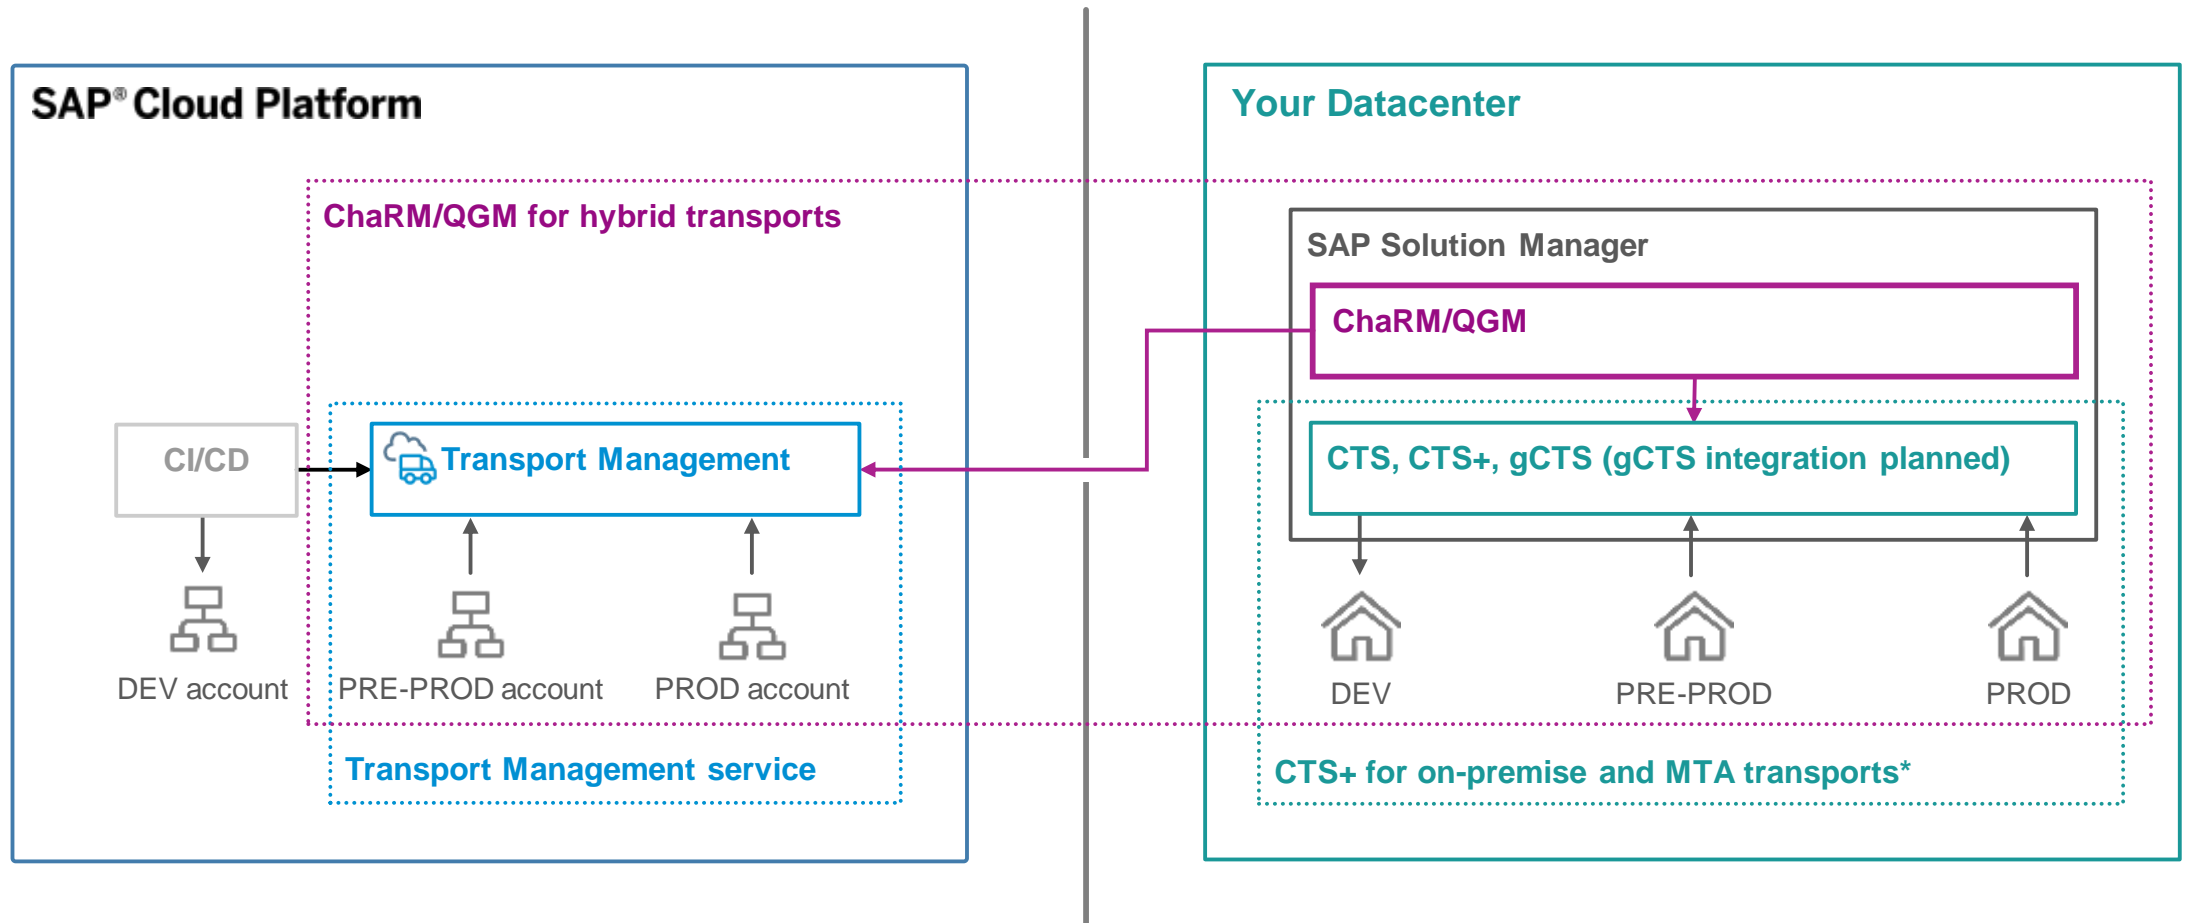 SAP® Cloud Platform
Your Datacenter
ChaRM/QGM for hybrid transports
SAP Solution Manager
ChaRM/QGM
CI/CD
Transport Management
CTS, CTS+, gCTS (gCTS integration planned)
DEV account
PRE-PROD account
PROD account
DEV
PRE-PROD
PROD
Transport Management service
CTS+ for on-premise and MTA transports*